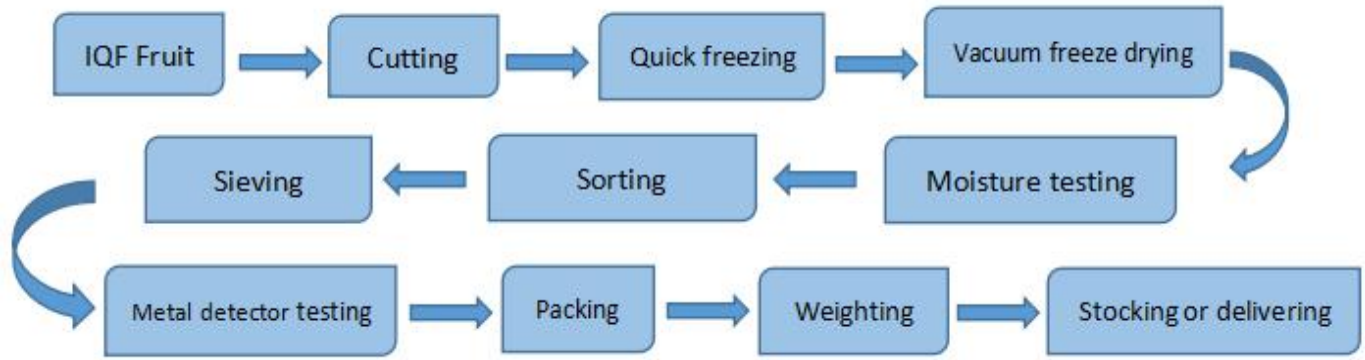 IQF Fruit
Cutting
Quick freezing
Vacuum freeze drying
Moisture testing
Sorting
Sieving
Metal detector testing
Packing
Weighting
Stocking or delivering